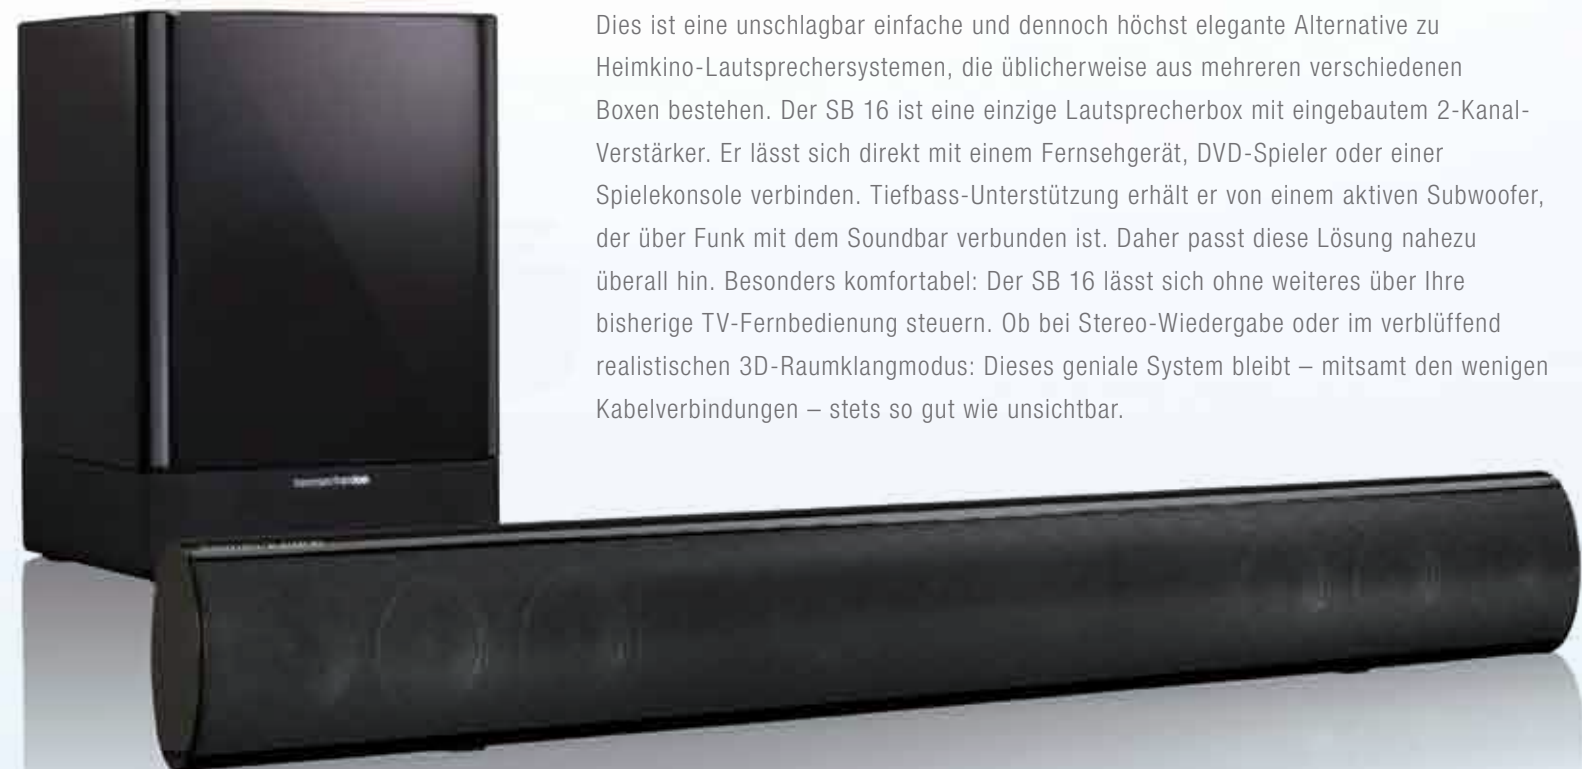 Dies ist eine unschlagbar einfache und dennoch höchst elegante Alternative zu
Heimkino-Lautsprechersystemen, die üblicherweise aus mehreren verschiedenen
Boxen bestehen. Der SB 16 ist eine einzige Lautsprecherbox mit eingebautem 2-Kanal-
Verstärker. Er lässt sich direkt mit einem Fernsehgerät, DVD-Spieler oder einer
Spielekonsole verbinden. Tiefbass-Unterstützung erhält er von einem aktiven Subwoofer,
der über Funk mit dem Soundbar verbunden ist. Daher passt diese Lösung nahezu
überall hin. Besonders komfortabel: Der SB 16 lässt sich ohne weiteres über Ihre
bisherige TV-Fernbedienung steuern. Ob bei Stereo-Wiedergabe oder im verblüffend
realistischen 3D-Raumklangmodus: Dieses geniale System bleibt – mitsamt den wenigen
Kabelverbindungen – stets so gut wie unsichtbar.